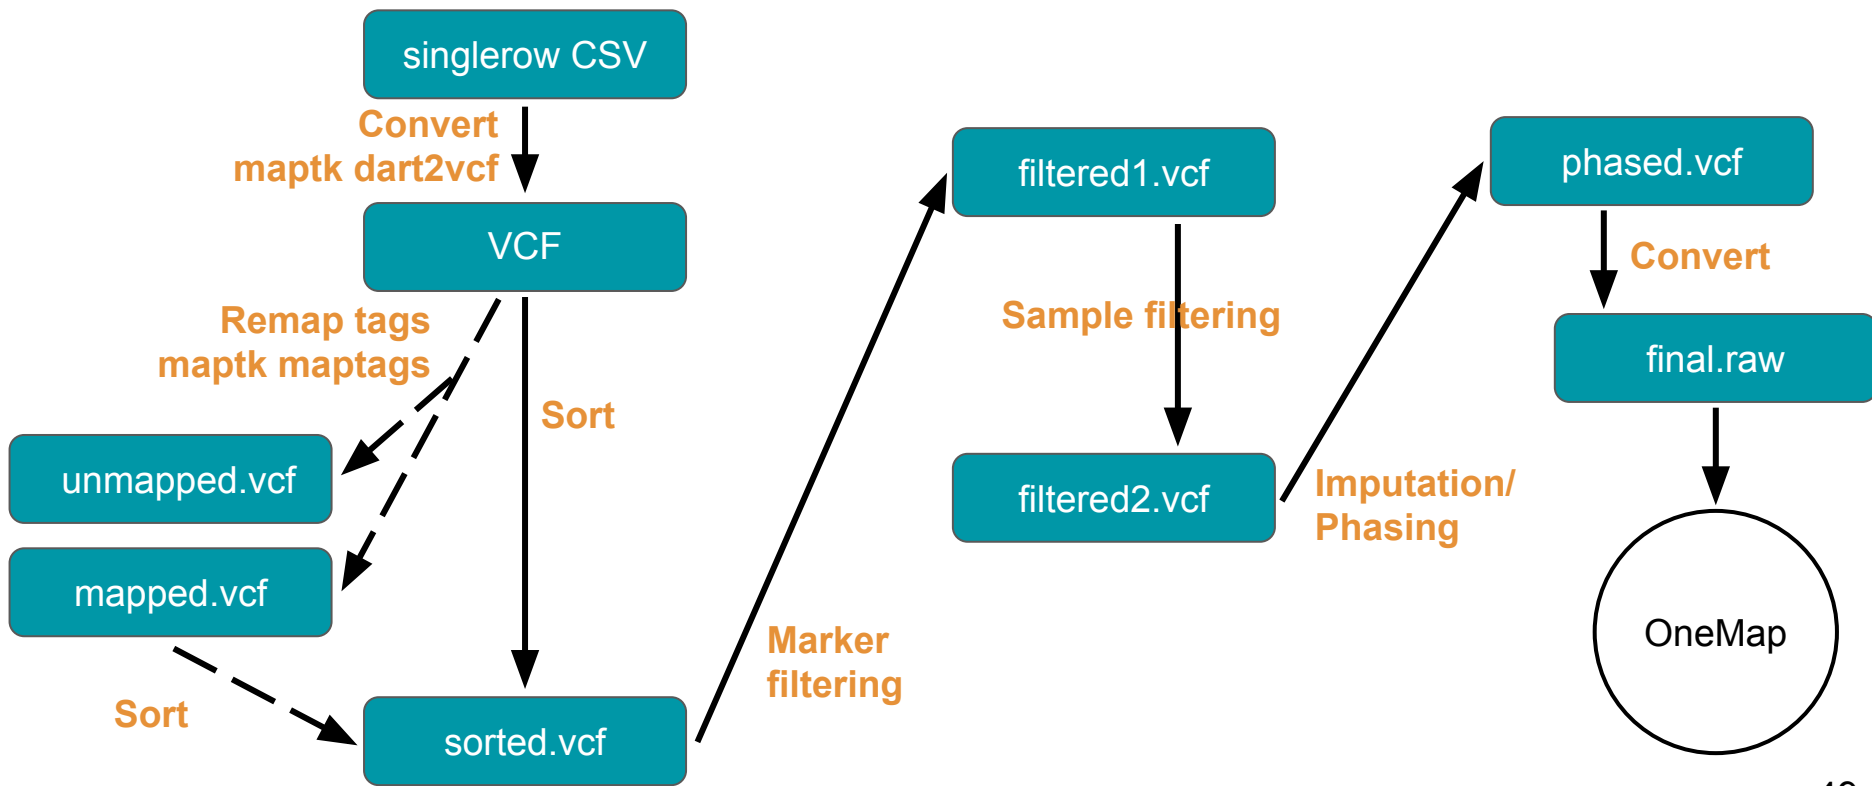 singlerow CSV
Convert
maptk dart2vcf
VCF
Remap tags
maptk maptags
Sort
unmapped.vcf
mapped.vcf
Sort
sorted.vcf
Marker
filtering
filtered1.vcf
Sample filtering
filtered2.vcf
Imputation/
Phasing
phased.vcf
Convert
final.raw
OneMap